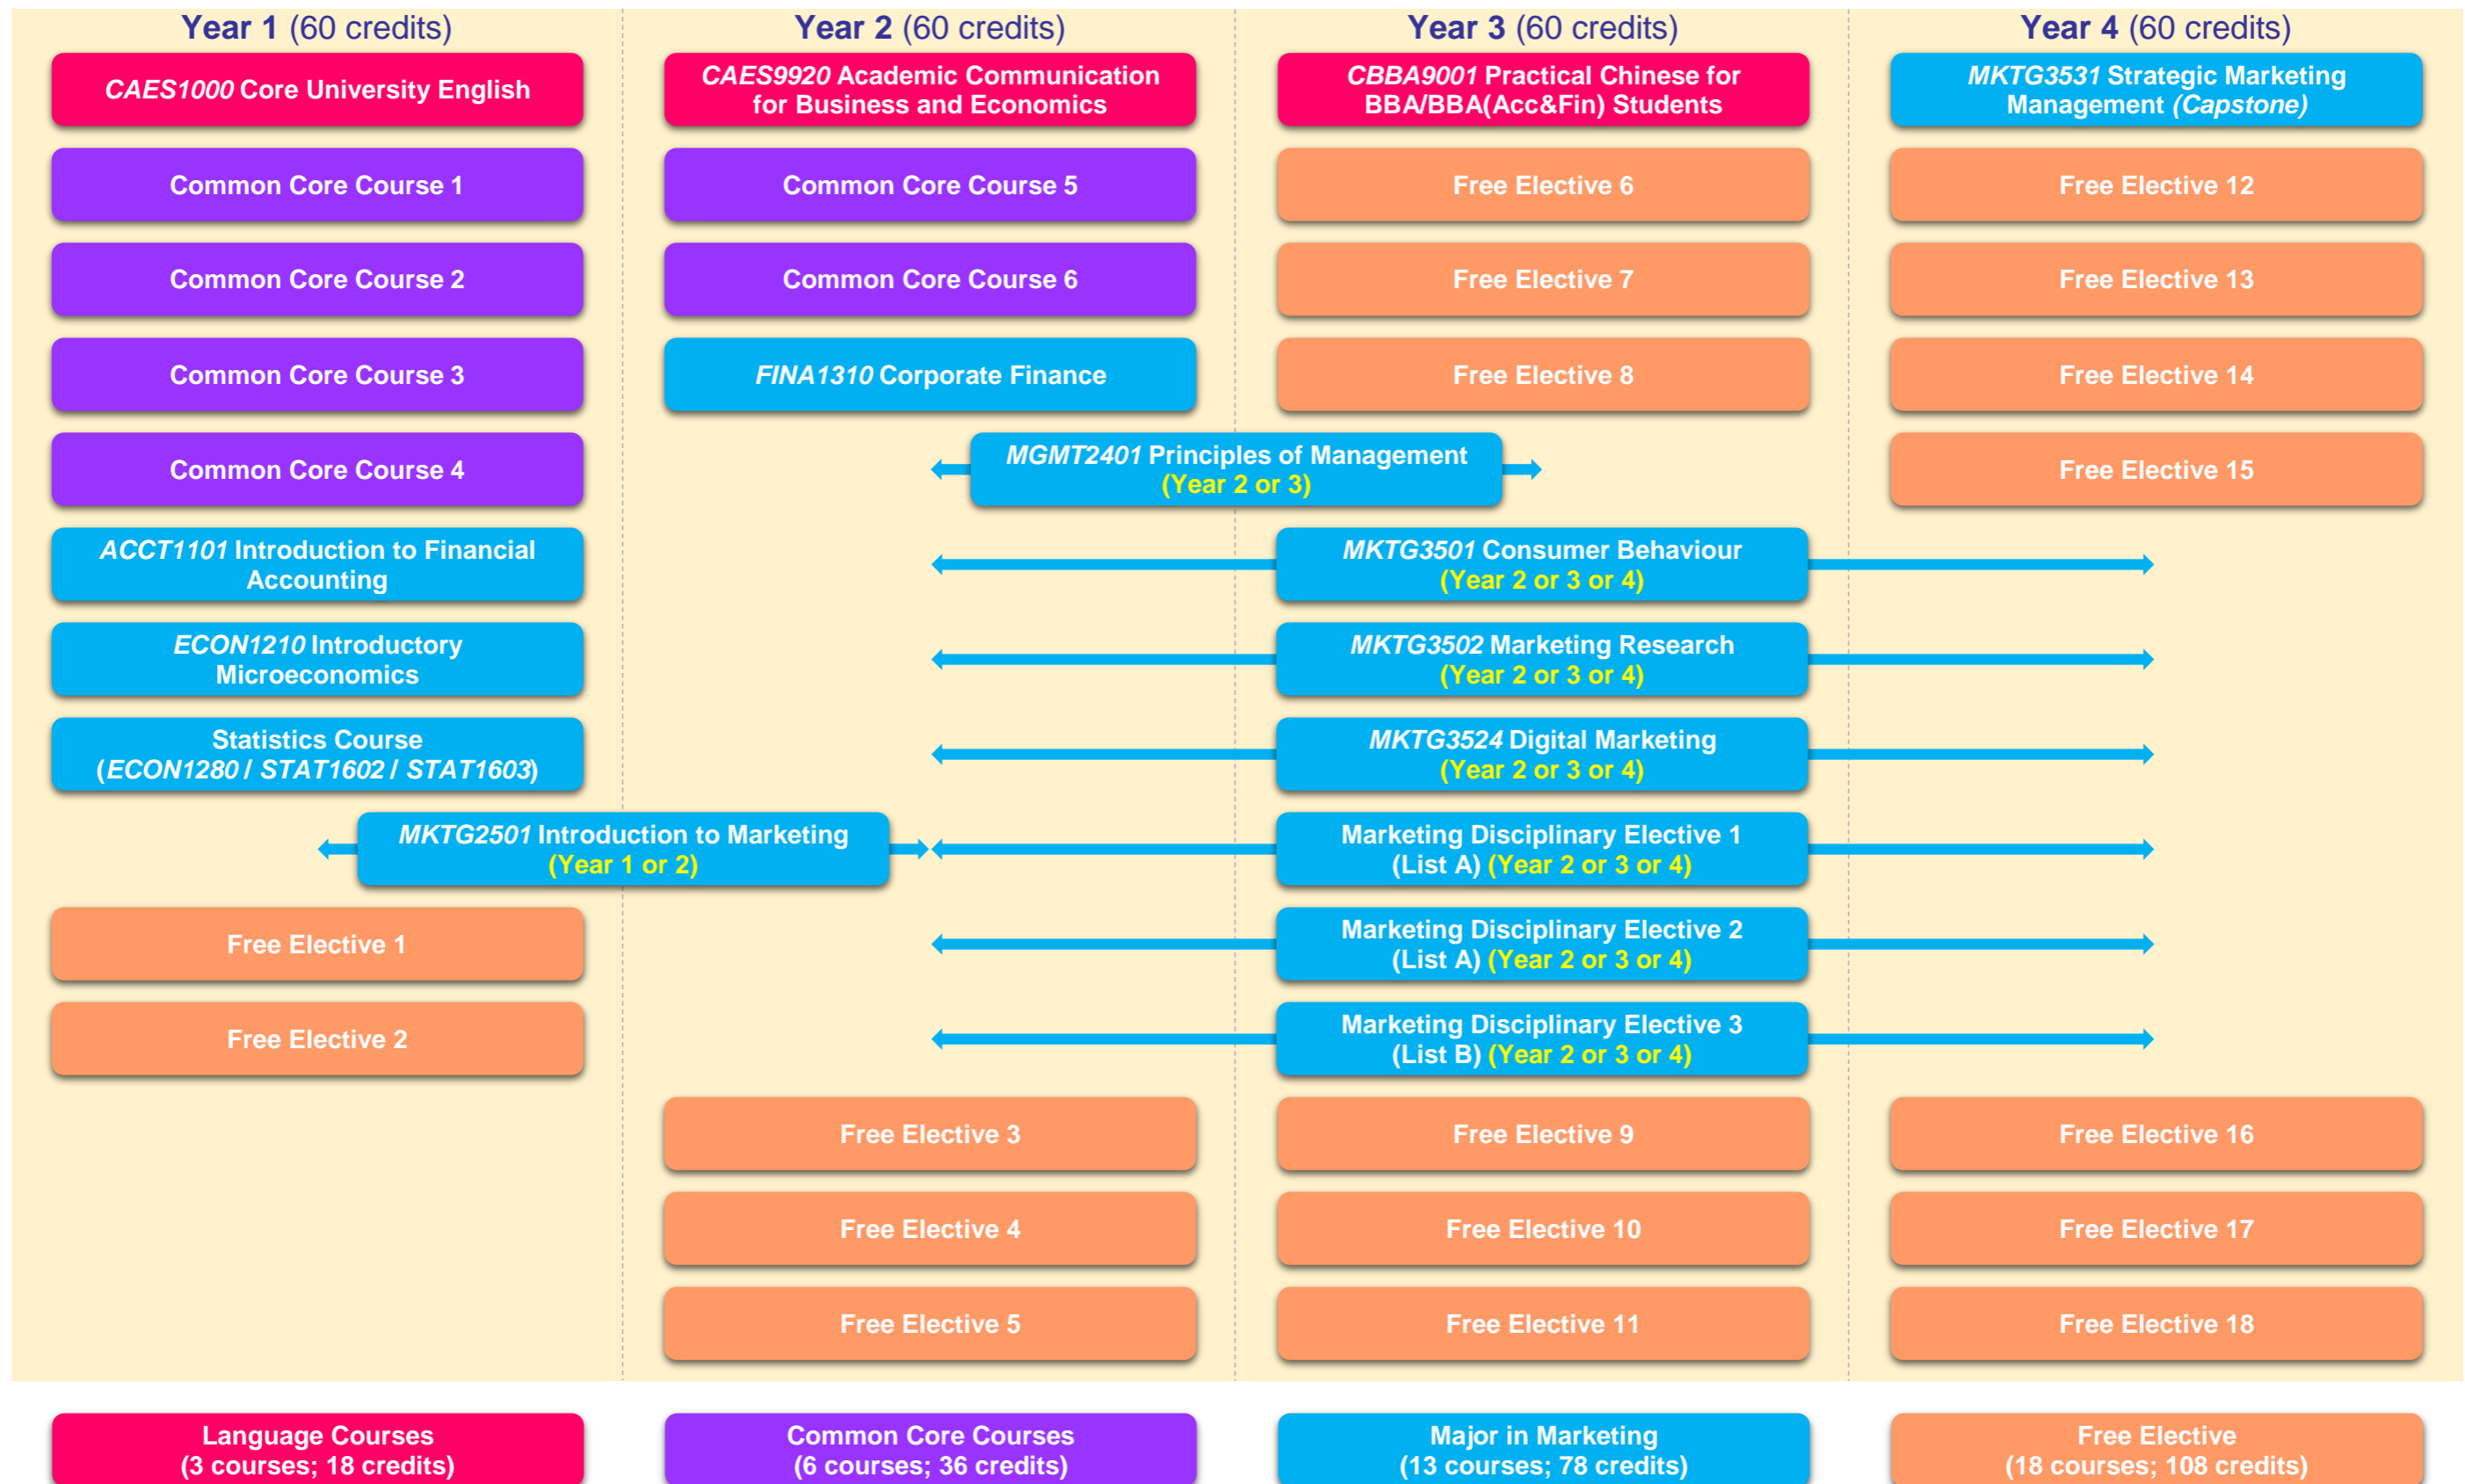 Year 1 (60 credits)
CAES1000 Core University English
Common Core Course 1
Common Core Course 2
Common Core Course 3
Common Core Course 4
ACCT1101 Introduction to Financial
Accounting
ECON1210 Introductory
Microeconomics
Statistics Course
(ECON1280 / STAT1602 / STAT1603)
MKTG2501 Introduction to Marketing
(Year 1 or 2)
Free Elective 1
Free Elective 2
Year 2 (60 credits)
CAES9920 Academic Communication
for Business and Economics
Common Core Course 5
Common Core Course 6
FINA1310 Corporate Finance
MGMT2401 Principles of Management
(Year 2 or 3)
Free Elective 3
Free Elective 4
Free Elective 5
Year 3 (60 credits)
CBBA9001 Practical Chinese for
BBA/BBA(Acc&Fin) Students
Free Elective 6
Free Elective 7
Free Elective 8
MKTG3501 Consumer Behaviour
(Year 2 or 3 or 4)
MKTG3502 Marketing Research
(Year 2 or 3 or 4)
MKTG3524 Digital Marketing
(Year 2 or 3 or 4)
Marketing Disciplinary Elective 1
(List A) (Year 2 or 3 or 4)
Marketing Disciplinary Elective 2
(List A) (Year 2 or 3 or 4)
Marketing Disciplinary Elective 3
(List B) (Year 2 or 3 or 4)
Free Elective 9
Free Elective 10
Free Elective 11
Year 4 (60 credits)
MKTG3531 Strategic Marketing
Management (Capstone)
Free Elective 12
Free Elective 13
Free Elective 14
Free Elective 15
Free Elective 16
Free Elective 17
Free Elective 18
Language Courses
(3 courses; 18 credits)
Common Core Courses
(6 courses; 36 credits)
Major in Marketing
(13 courses; 78 credits)
Free Elective
(18 courses; 108 credits)